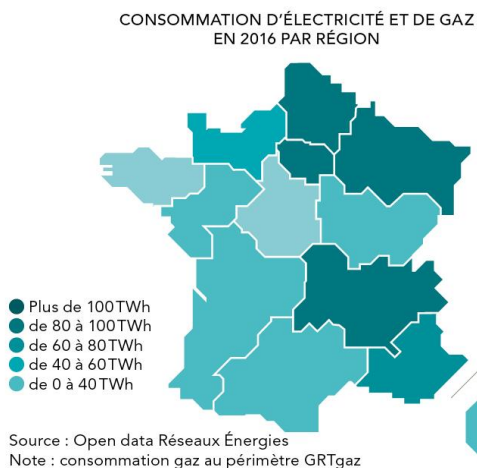 CONSOMMATION D'ÉLECTRICITÉ ET DE GAZ
EN 2016 PAR RÉGION
Plus de 100 TWh
de 80 à 100 TWh
de 60 à 80 TWh
de 40 à 60 TWh
de 0 à 40 TWh
Source : Open data Réseaux Énergies
Note : consommation gaz au périmètre GRTgaz